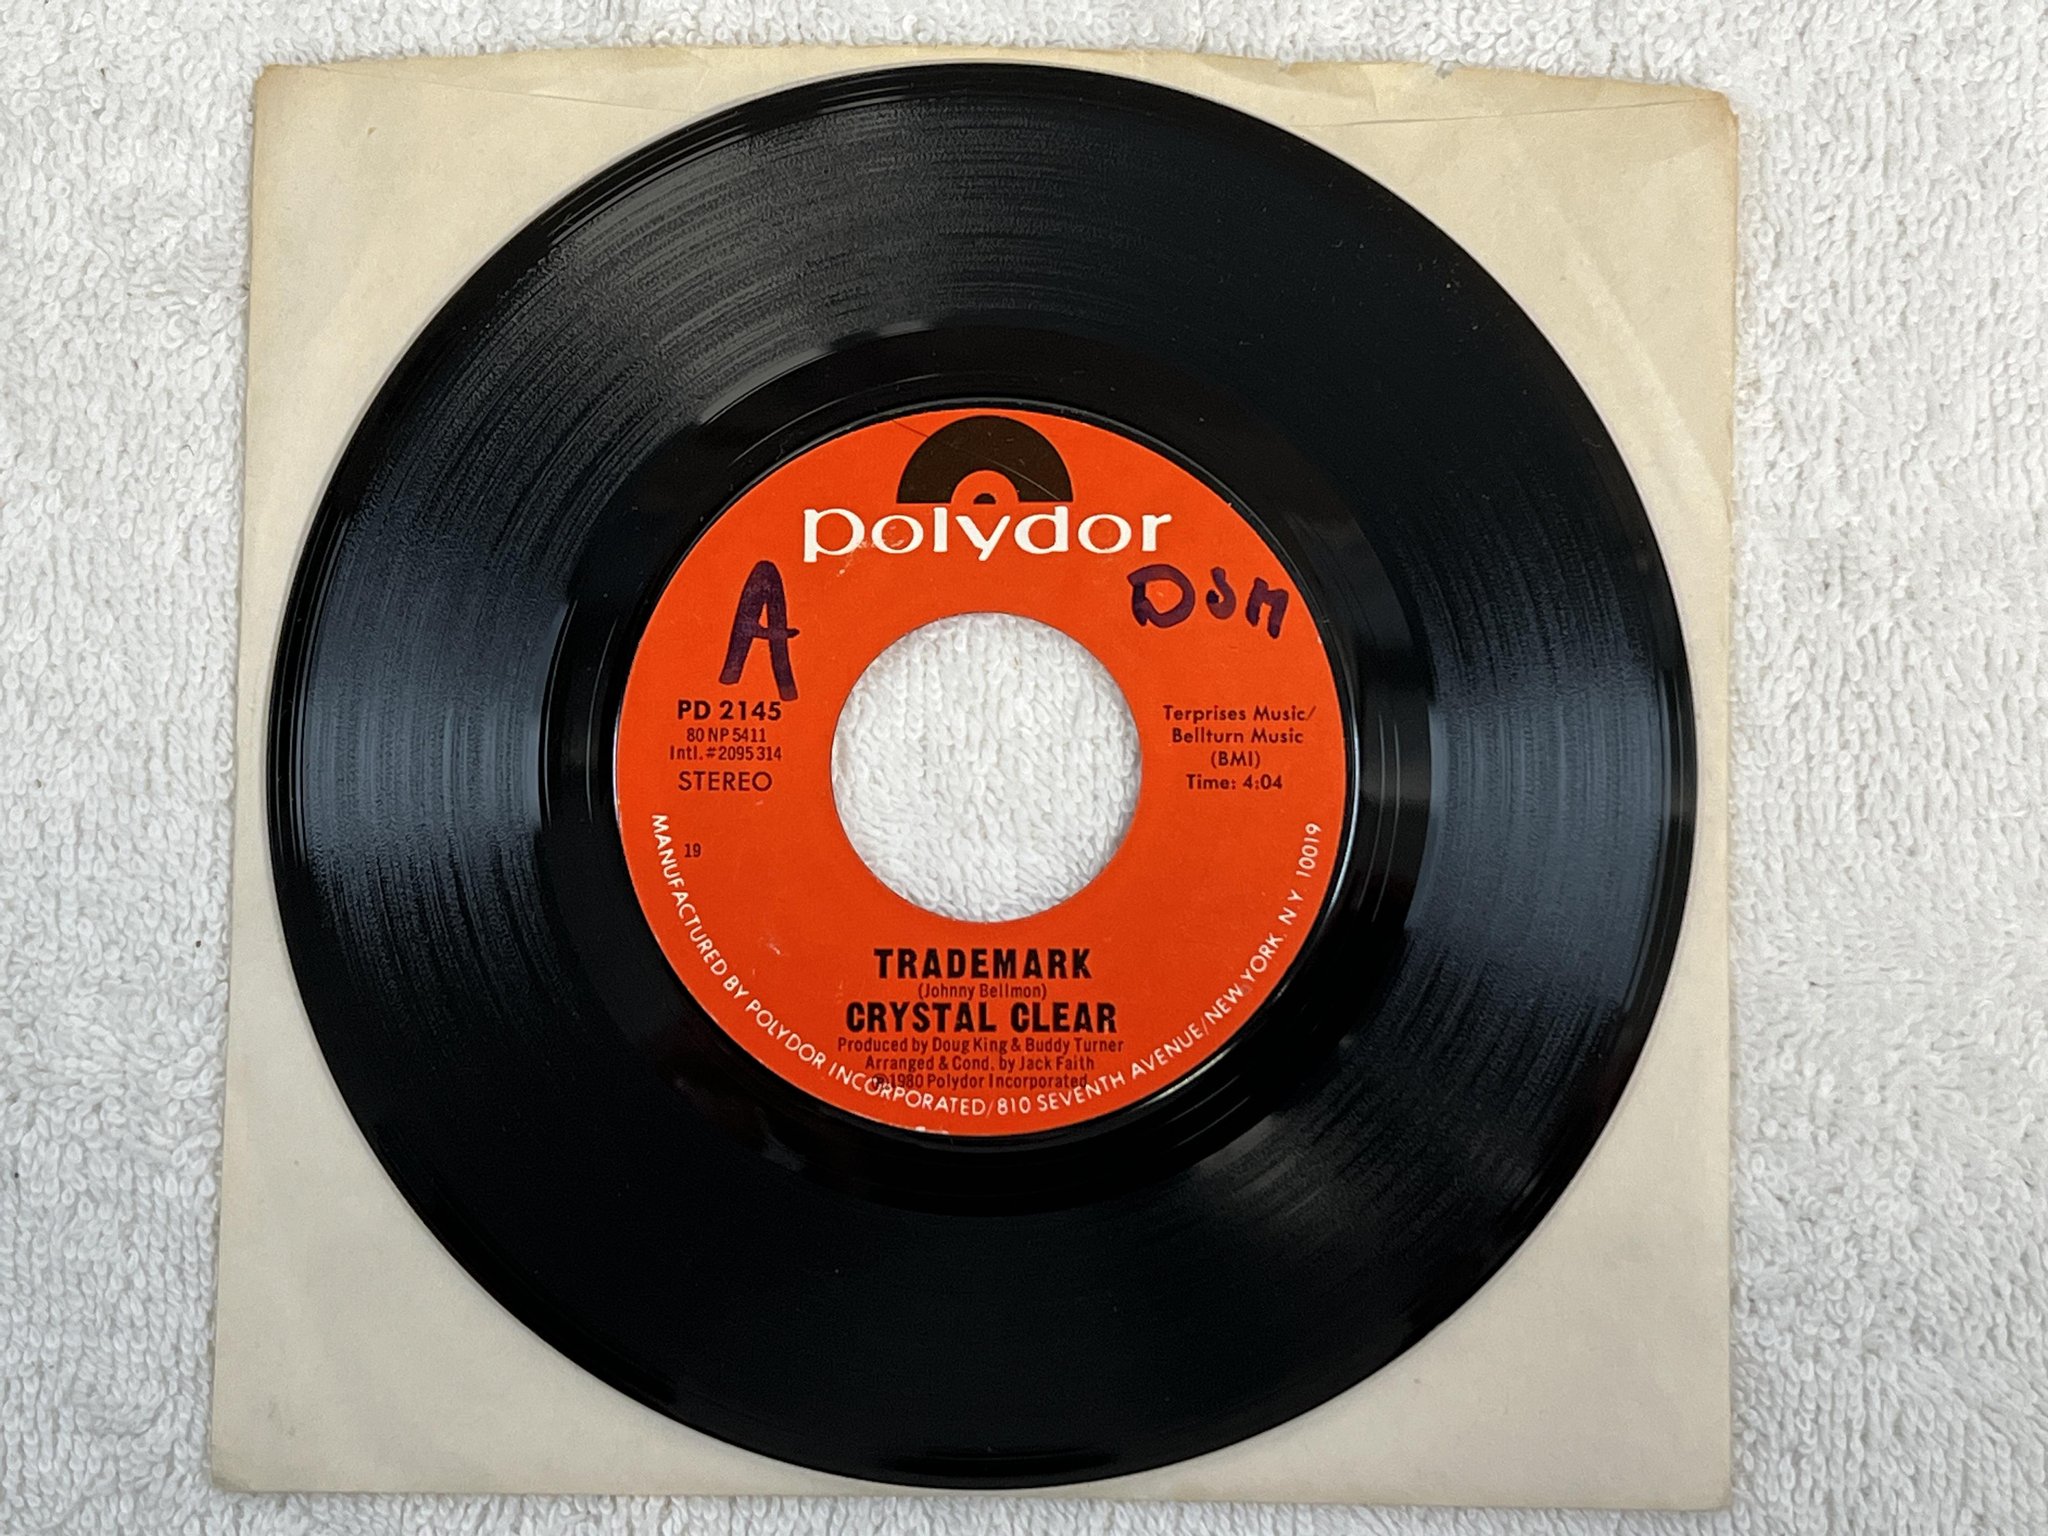 polydor
A
DJM
PD 2145
80 NP 5411
Intl. #2095 314
STEREO
19
Terprises Music/
Bellturn Music
(BMI)
Time: 4:04
TRADEMARK
(Johnny Bellmon)
CRYSTAL CLEAR
Produced by Doug King & Buddy Turner
Arranged & Cond. by Jack Faith
℗1980 Polydor Incorporated
MANUFACTURED BY POLYDOR INCORPORATED/810 SEVENTH AVENUE/NEW YORK, N.Y. 10019